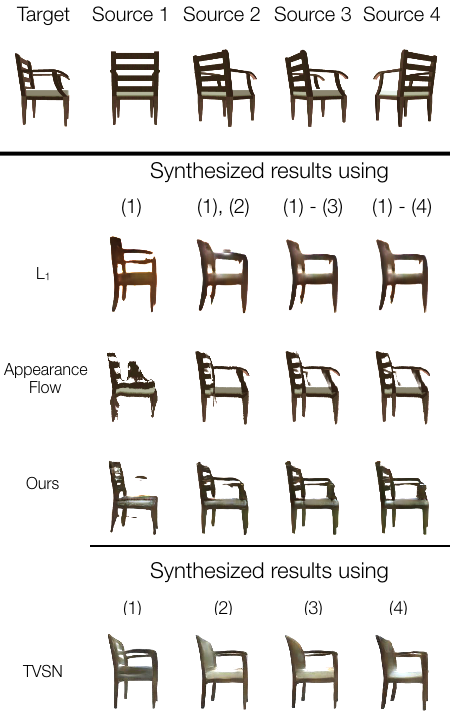 Target Source 1 Source 2 Source 3 Source 4
Synthesized results using
(1) (1), (2) (1) - (3) (1) - (4)
L₁
Appearance
Flow
Ours
Synthesized results using
(1) (2) (3) (4)
TVSN